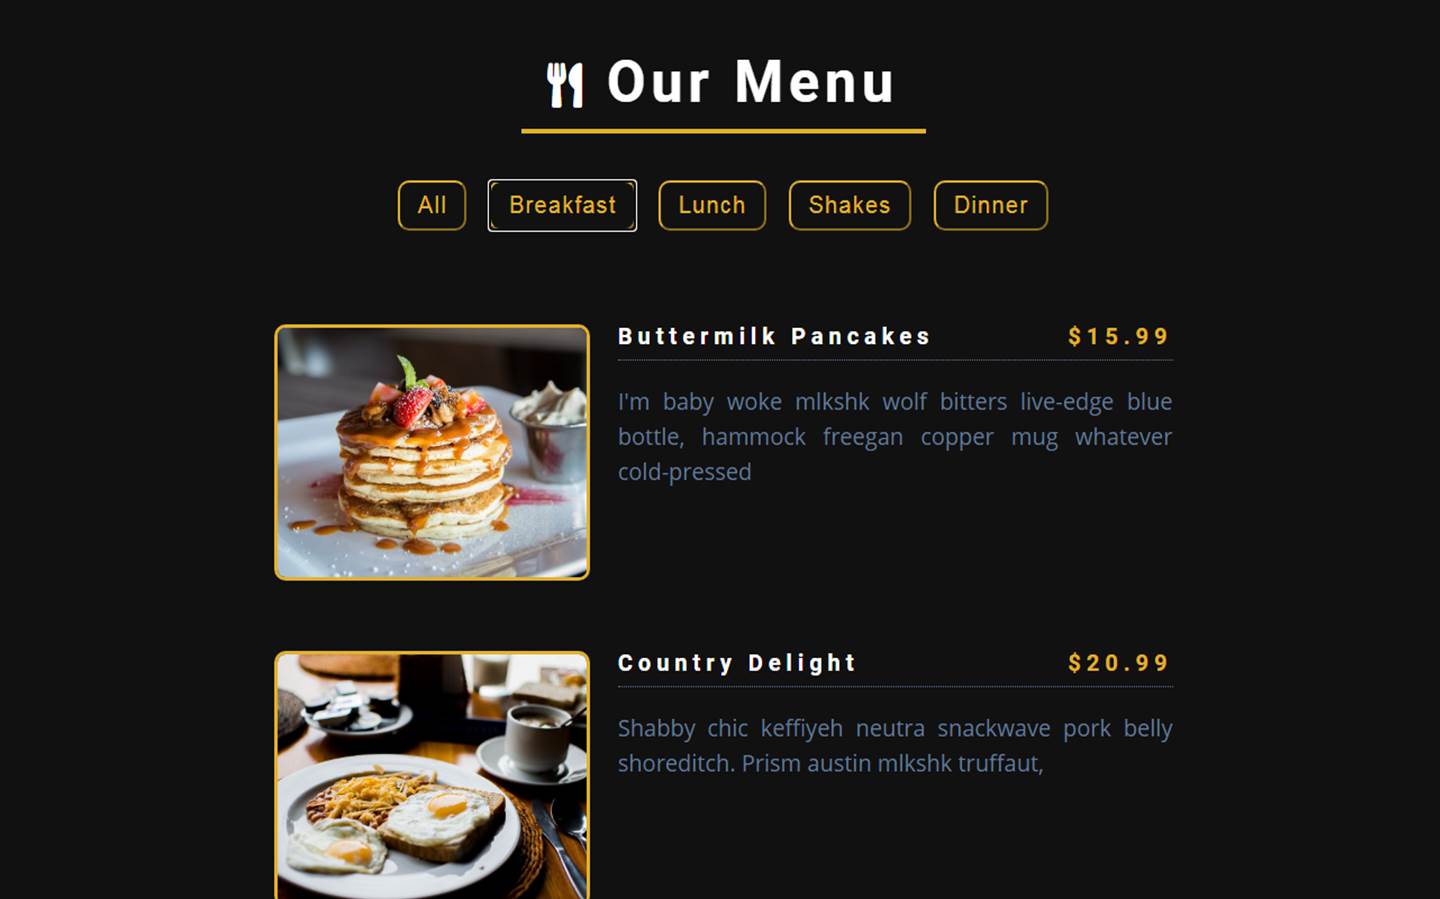 Our Menu
All Breakfast Lunch Shakes Dinner
Buttermilk Pancakes $15.99
I'm baby woke mlkshk wolf bitters live-edge blue
bottle, hammock freegan copper mug whatever
cold-pressed
Country Delight $20.99
Shabby chic keffiyeh neutra snackwave pork belly
shoreditch. Prism austin mlkshk truffaut,